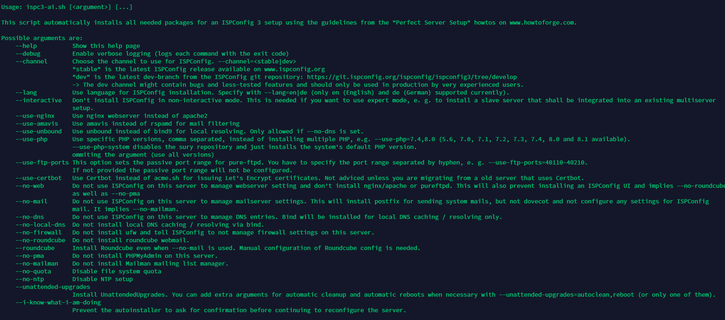 Usage: ispc3-ai.sh [<argument>] [...]
This script automatically installs all needed packages for an ISPConfig 3 setup using the guidelines from the "Perfect Server Setup" howtos on www.howtoforge.com.
Possible arguments are:
--help Show this help page
--debug Enable verbose logging (logs each command with the exit code)
--channel Choose the channel to use for ISPConfig. --channel=<stable|dev>
"stable" is the latest ISPConfig release available on www.ispconfig.org
"dev" is the latest dev-branch from the ISPConfig git repository: https://git.ispconfig.org/ispconfig/ispconfig3/tree/develop
-> The dev channel might contain bugs and less-tested features and should only be used in production by very experienced users.
--lang Use language for ISPConfig installation. Specify with --lang=en|de (only en (English) and de (German) supported currently).
--interactive Don't install ISPConfig in non-interactive mode. This is needed if you want to use expert mode, e. g. to install a slave server that shall be integrated into an existing multiserver
setup.
--use-nginx Use nginx webserver instead of apache2
--use-amavis Use amavis instead of rspamd for mail filtering
--use-unbound Use unbound instead of bind9 for local resolving. Only allowed if --no-dns is set.
--use-php Use specific PHP versions, comma separated, instead of installing multiple PHP, e.g. --use-php=7.4,8.0 (5.6, 7.0, 7.1, 7.2, 7.3, 7.4, 8.0 and 8.1 available).
--use-php=system disables the sury repository and just installs the system's default PHP version.
ommiting the argument (use all versions)
--use-ftp-ports This option sets the passive port range for pure-ftpd. You have to specify the port range separated by hyphen, e. g. --use-ftp-ports=40110-40210.
If not provided the passive port range will not be configured.
--use-certbot Use Certbot instead of acme.sh for issuing Let's Encrypt certificates. Not adviced unless you are migrating from a old server that uses Certbot.
--no-web Do not use ISPConfig on this server to manage webserver setting and don't install nginx/apache or pureftpd. This will also prevent installing an ISPConfig UI and implies --no-roundcube
as well as --no-pma
--no-mail Do not use ISPConfig on this server to manage mailserver settings. This will install postfix for sending system mails, but not dovecot and not configure any settings for ISPConfig
mail. It implies --no-mailman.
--no-dns Do not use ISPConfig on this server to manage DNS entries. Bind will be installed for local DNS caching / resolving only.
--no-local-dns Do not install local DNS caching / resolving via bind.
--no-firewall Do not install ufw and tell ISPConfig to not manage firewall settings on this server.
--no-roundcube Do not install roundcube webmail.
--roundcube Install Roundcube even when --no-mail is used. Manual configuration of Roundcube config is needed.
--no-pma Do not install PHPMyAdmin on this server.
--no-mailman Do not install Mailman mailing list manager.
--no-quota Disable file system quota
--no-ntp Disable NTP setup
--unattended-upgrades
Install UnattendedUpgrades. You can add extra arguments for automatic cleanup and automatic reboots when necessary with --unattended-upgrades=autoclean,reboot (or only one of them).
--i-know-what-i-am-doing
Prevent the autoinstaller to ask for confirmation before continuing to reconfigure the server.